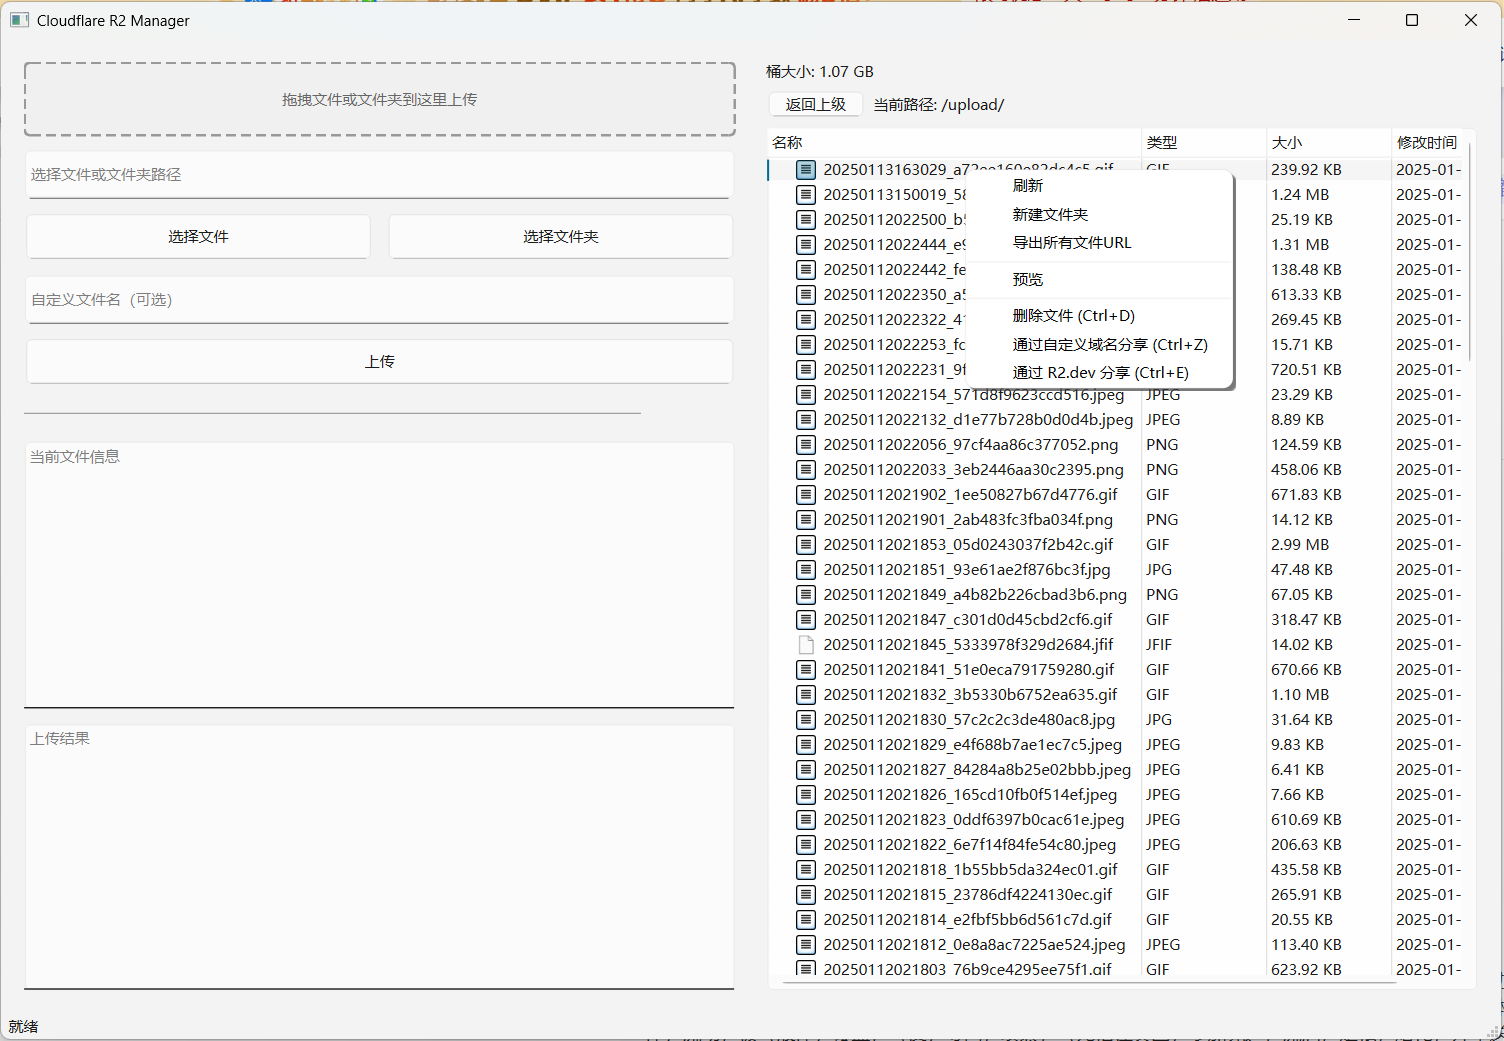 Cloudflare R2 Manager
拖拽文件或文件夹到这里上传
选择文件或文件夹路径
选择文件
选择文件夹
自定义文件名（可选）
上传
当前文件信息
上传结果
就绪
桶大小: 1.07 GB
返回上级 当前路径: /upload/
名称 类型 大小 修改时间
20250113163029_a72ee160e82dc4c5.gif GIF 239.92 KB 2025-01-
20250113150019_58 1.24 MB 2025-01-
20250112022500_b5 25.19 KB 2025-01-
20250112022444_e9 1.31 MB 2025-01-
20250112022442_fe 138.48 KB 2025-01-
20250112022350_a5 613.33 KB 2025-01-
20250112022322_41 269.45 KB 2025-01-
20250112022253_fc 15.71 KB 2025-01-
20250112022231_9f 720.51 KB 2025-01-
20250112022154_571d8f9623ccd516.jpeg JPEG 23.29 KB 2025-01-
20250112022132_d1e77b728b0d0d4b.jpeg JPEG 8.89 KB 2025-01-
20250112022056_97cf4aa86c377052.png PNG 124.59 KB 2025-01-
20250112022033_3eb2446aa30c2395.png PNG 458.06 KB 2025-01-
20250112021902_1ee50827b67d4776.gif GIF 671.83 KB 2025-01-
20250112021901_2ab483fc3fba034f.png PNG 14.12 KB 2025-01-
20250112021853_05d0243037f2b42c.gif GIF 2.99 MB 2025-01-
20250112021851_93e61ae2f876bc3f.jpg JPG 47.48 KB 2025-01-
20250112021849_a4b82b226cbad3b6.png PNG 67.05 KB 2025-01-
20250112021847_c301d0d45cbd2cf6.gif GIF 318.47 KB 2025-01-
20250112021845_5333978f329d2684.jfif JFIF 14.02 KB 2025-01-
20250112021841_51e0eca791759280.gif GIF 670.66 KB 2025-01-
20250112021832_3b5330b6752ea635.gif GIF 1.10 MB 2025-01-
20250112021830_57c2c2c3de480ac8.jpg JPG 31.64 KB 2025-01-
20250112021829_e4f688b7ae1ec7c5.jpeg JPEG 9.83 KB 2025-01-
20250112021827_84284a8b25e02bbb.jpeg JPEG 6.41 KB 2025-01-
20250112021826_165cd10fb0f514ef.jpeg JPEG 7.66 KB 2025-01-
20250112021823_0ddf6397b0cac61e.jpeg JPEG 610.69 KB 2025-01-
20250112021822_6e7f14f84fe54c80.jpeg JPEG 206.63 KB 2025-01-
20250112021818_1b55bb5da324ec01.gif GIF 435.58 KB 2025-01-
20250112021815_23786df4224130ec.gif GIF 265.91 KB 2025-01-
20250112021814_e2fbf5bb6d561c7d.gif GIF 20.55 KB 2025-01-
20250112021812_0e8a8ac7225ae524.jpeg JPEG 113.40 KB 2025-01-
20250112021803_76b9ce4295ee75f1.gif GIF 623.92 KB 2025-01-
刷新
新建文件夹
导出所有文件URL
预览
删除文件 (Ctrl+D)
通过自定义域名分享 (Ctrl+Z)
通过 R2.dev 分享 (Ctrl+E)